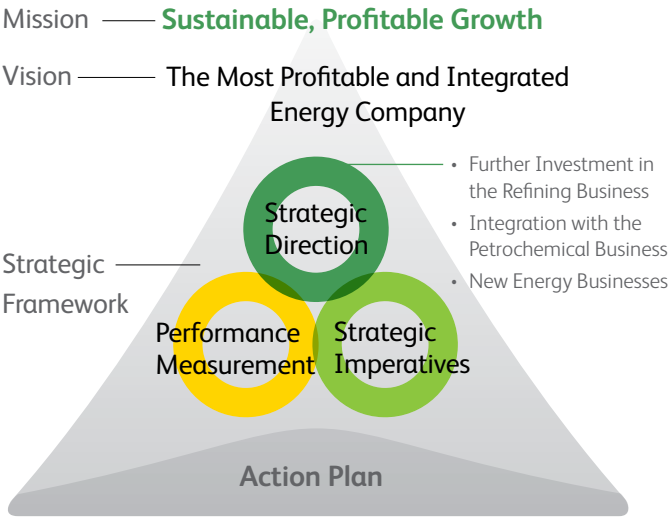 Mission
Sustainable, Profitable Growth
Vision
The Most Profitable and Integrated
Energy Company
• Further Investment in
the Refining Business
• Integration with the
Petrochemical Business
• New Energy Businesses
Strategic
Direction
Strategic
Framework
Performance
Measurement
Strategic
Imperatives
Action Plan